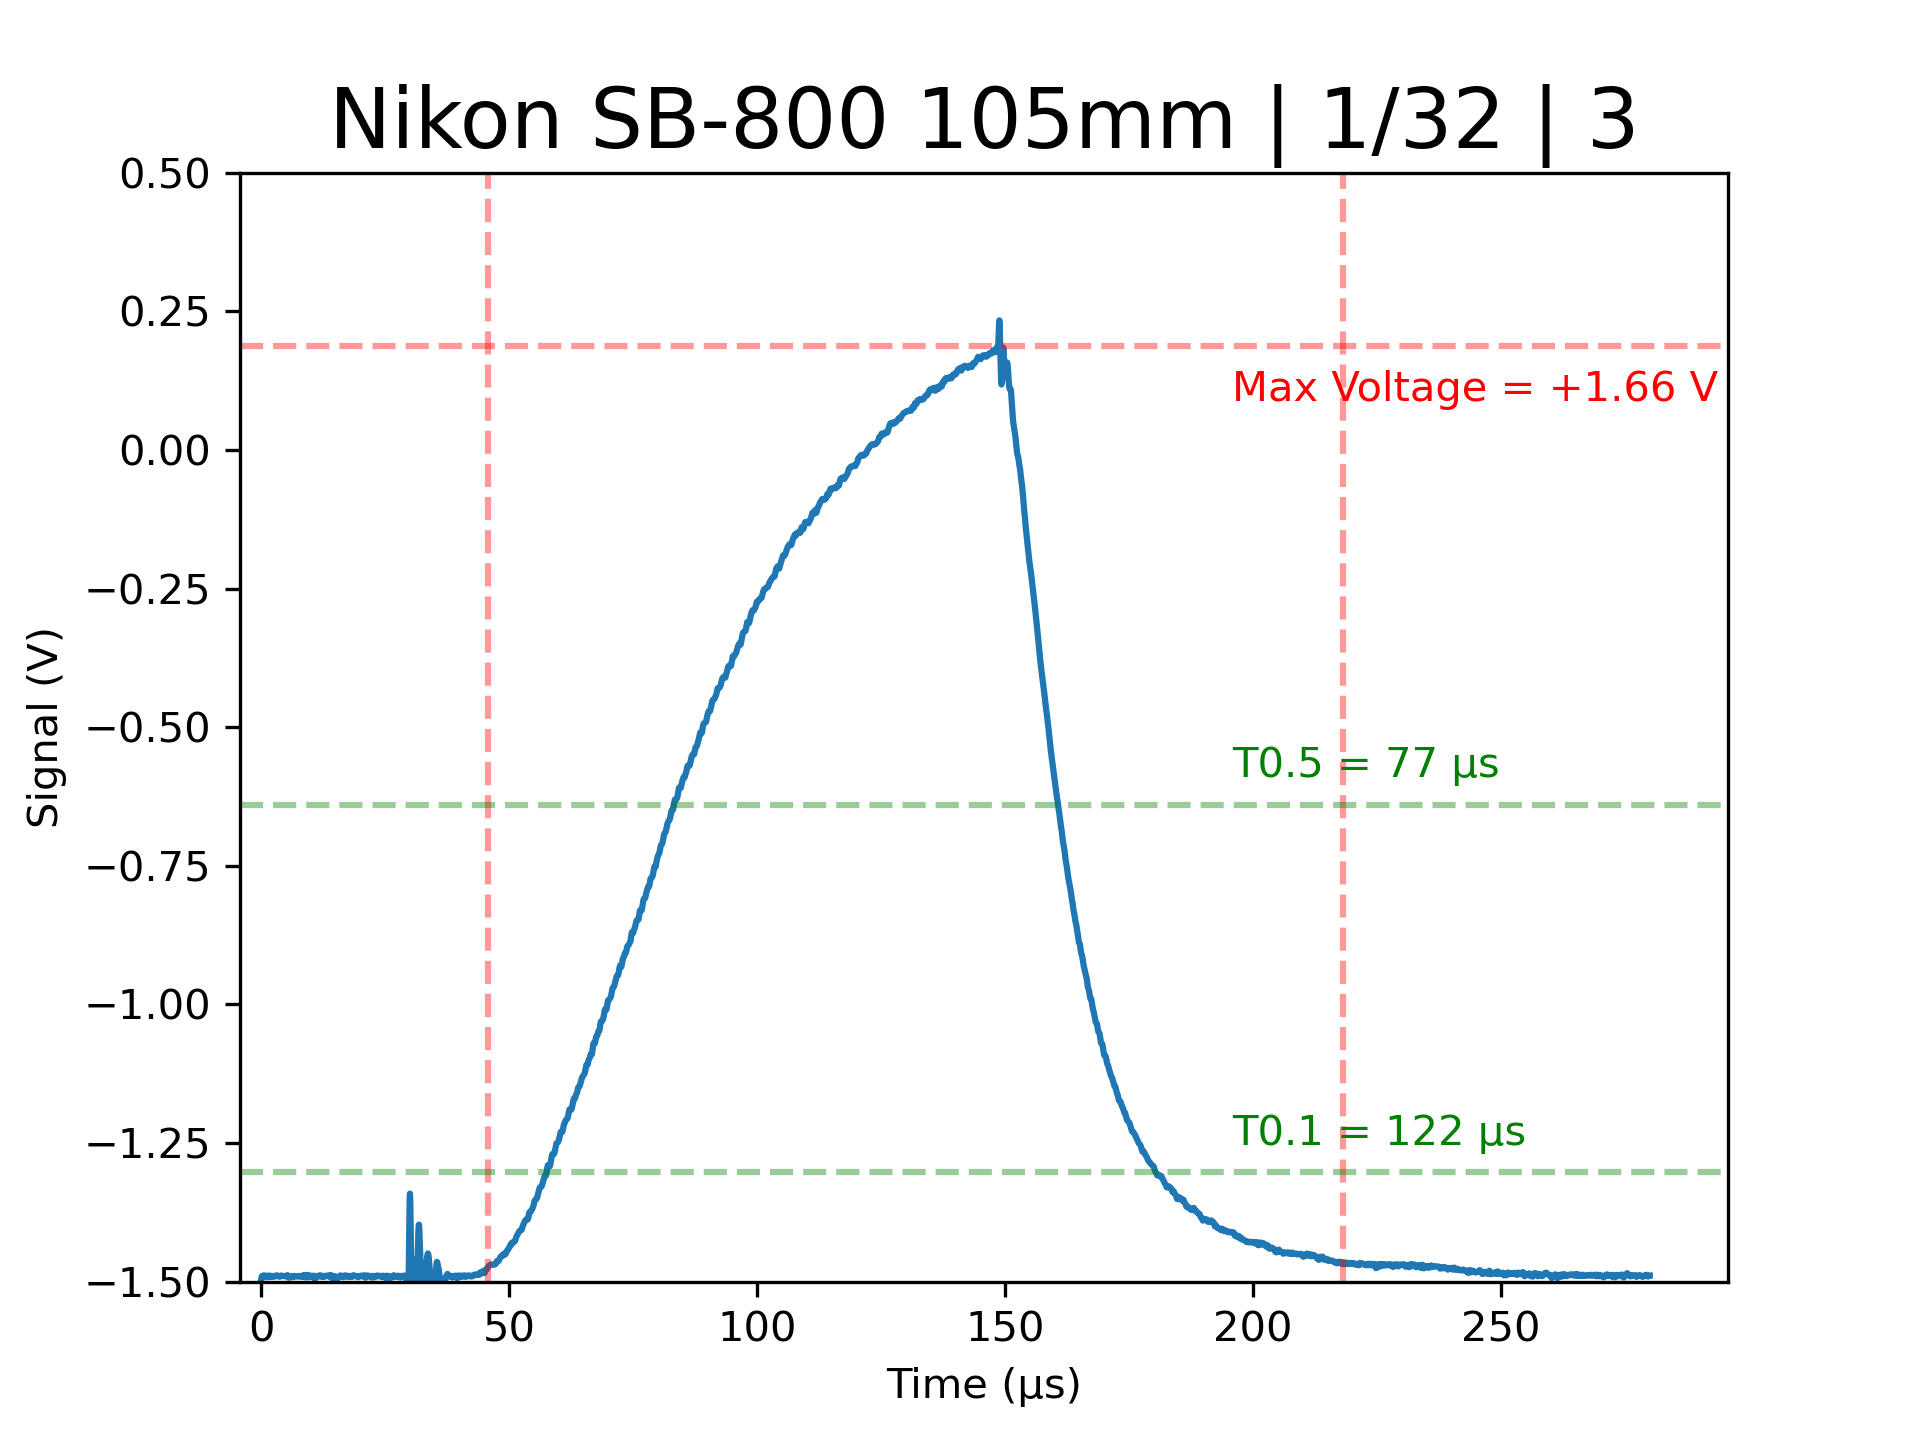 Nikon SB-800 105mm | 1/32 | 3
0.50
0.25
Max Voltage = +1.66 V
0.00
−0.25
−0.50
T0.5 = 77 µs
−0.75
−1.00
T0.1 = 122 µs
−1.25
−1.50
Signal (V)
0 50 100 150 200 250
Time (µs)